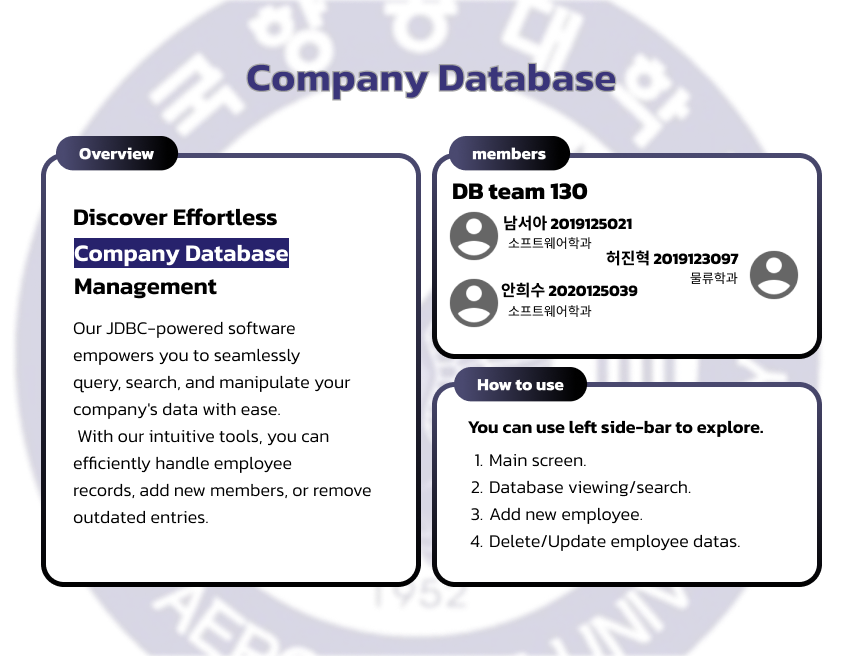 Company Database
Overview
Discover Effortless
Company Database
Management
Our JDBC-powered software
empowers you to seamlessly
query, search, and manipulate your
company's data with ease.
With our intuitive tools, you can
efficiently handle employee
records, add new members, or remove
outdated entries.
members
DB team 130
남서아 2019125021
소프트웨어학과
허진혁 2019123097
물류학과
안희수 2020125039
소프트웨어학과
How to use
You can use left side-bar to explore.
1. Main screen.
2. Database viewing/search.
3. Add new employee.
4. Delete/Update employee datas.
국 항 공 대 학
1952